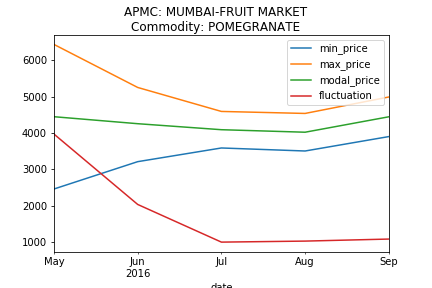 APMC: MUMBAI-FRUIT MARKET
Commodity: POMEGRANATE
min_price
max_price
modal_price
fluctuation
6000
5000
4000
3000
2000
1000
May
Jun
Jul
Aug
Sep
2016
date